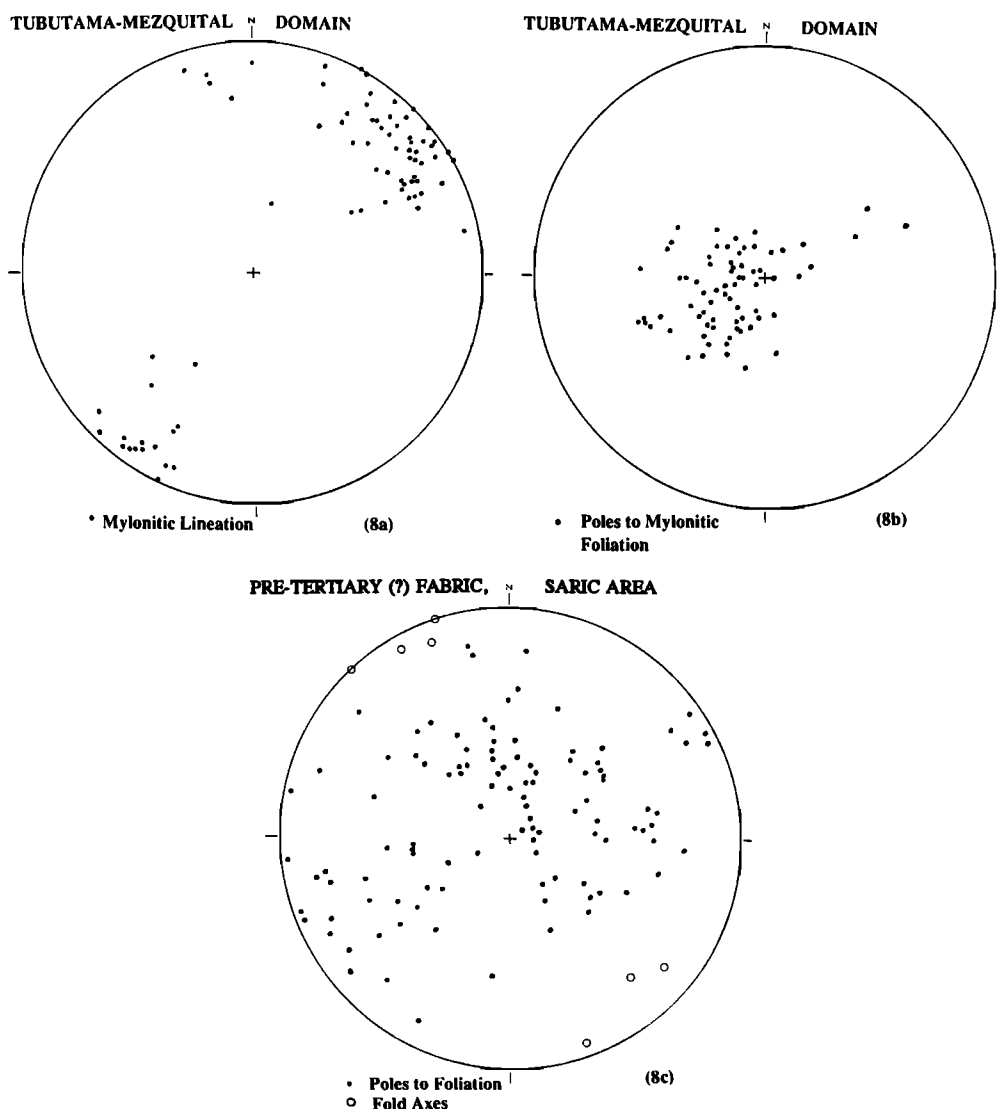 TUBUTAMA-MEZQUITAL N DOMAIN
• Mylonitic Lineation (8a)
TUBUTAMA-MEZQUITAL N DOMAIN
• Poles to Mylonitic
Foliation
(8b)
PRE-TERTIARY (?) FABRIC, N SARIC AREA
• Poles to Foliation
○ Fold Axes
(8c)